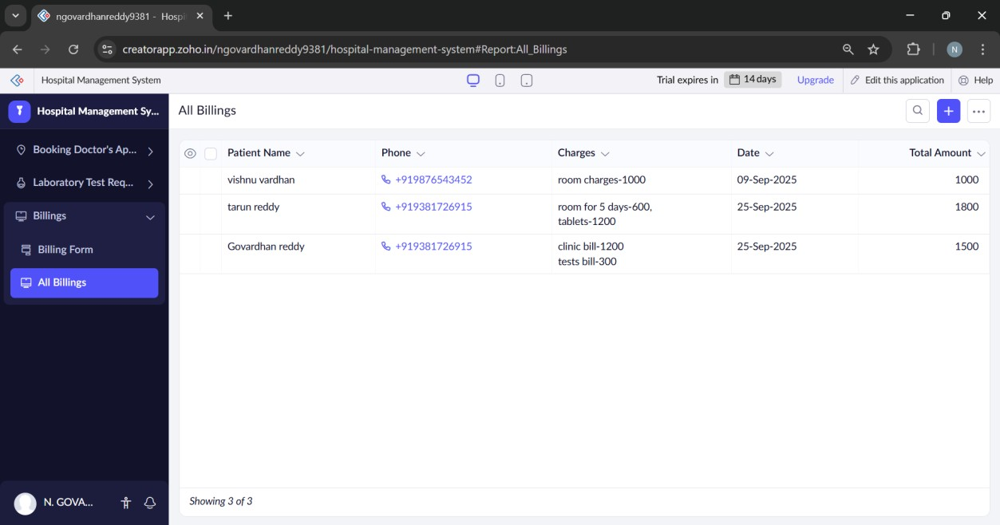 ngovardhanreddy9381 - Hospi
creatorapp.zoho.in/ngovardhanreddy9381/hospital-management-system#Report:All_Billings
N
Hospital Management System
Trial expires in 14 days Upgrade Edit this application Help
Hospital Management Sy...
All Billings
Booking Doctor's Ap...
Laboratory Test Req...
Billings
Billing Form
All Billings
Patient Name Phone Charges Date Total Amount
vishnu vardhan +919876543452 room charges-1000 09-Sep-2025 1000
tarun reddy +919381726915 room for 5 days-600, 25-Sep-2025 1800
tablets-1200
Govardhan reddy +919381726915 clinic bill-1200 25-Sep-2025 1500
tests bill-300
Showing 3 of 3
N. GOVA...